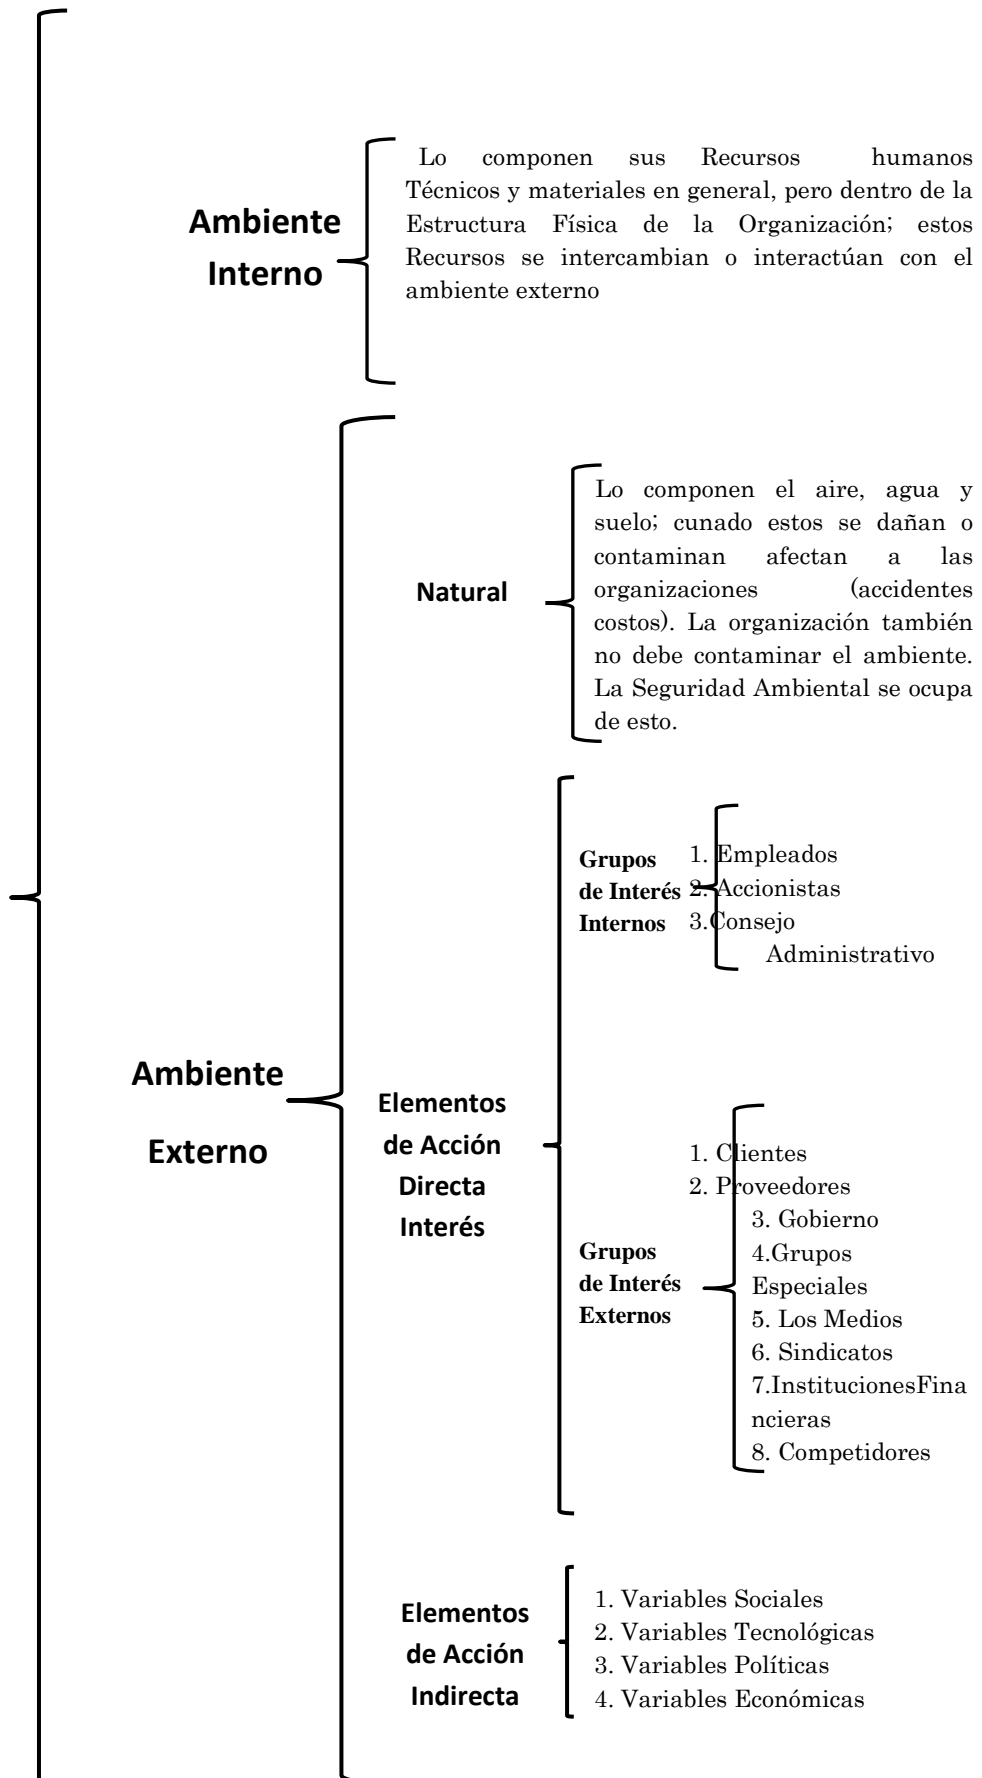 Ambiente
Interno
Lo componen sus Recursos humanos
Técnicos y materiales en general, pero dentro de la
Estructura Física de la Organización; estos
Recursos se intercambian o interactúan con el
ambiente externo
Ambiente
Externo
Natural
Lo componen el aire, agua y
suelo; cunado estos se dañan o
contaminan afectan a las
organizaciones (accidentes
costos). La organización también
no debe contaminar el ambiente.
La Seguridad Ambiental se ocupa
de esto.
Elementos
de Acción
Directa
Interés
Grupos
de Interés
Internos
1. Empleados
2. Accionistas
3.Consejo
Administrativo
Grupos
de Interés
Externos
1. Clientes
2. Proveedores
3. Gobierno
4.Grupos
Especiales
5. Los Medios
6. Sindicatos
7.InstitucionesFina
ncieras
8. Competidores
Elementos
de Acción
Indirecta
1. Variables Sociales
2. Variables Tecnológicas
3. Variables Políticas
4. Variables Económicas